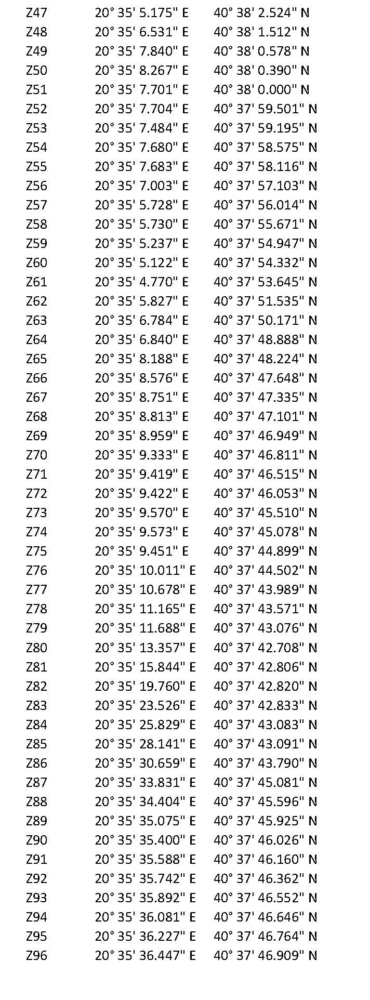 Z47 20° 35' 5.175" E 40° 38' 2.524" N
Z48 20° 35' 6.531" E 40° 38' 1.512" N
Z49 20° 35' 7.840" E 40° 38' 0.578" N
Z50 20° 35' 8.267" E 40° 38' 0.390" N
Z51 20° 35' 7.701" E 40° 38' 0.000" N
Z52 20° 35' 7.704" E 40° 37' 59.501" N
Z53 20° 35' 7.484" E 40° 37' 59.195" N
Z54 20° 35' 7.680" E 40° 37' 58.575" N
Z55 20° 35' 7.683" E 40° 37' 58.116" N
Z56 20° 35' 7.003" E 40° 37' 57.103" N
Z57 20° 35' 5.728" E 40° 37' 56.014" N
Z58 20° 35' 5.730" E 40° 37' 55.671" N
Z59 20° 35' 5.237" E 40° 37' 54.947" N
Z60 20° 35' 5.122" E 40° 37' 54.332" N
Z61 20° 35' 4.770" E 40° 37' 53.645" N
Z62 20° 35' 5.827" E 40° 37' 51.535" N
Z63 20° 35' 6.784" E 40° 37' 50.171" N
Z64 20° 35' 6.840" E 40° 37' 48.888" N
Z65 20° 35' 8.188" E 40° 37' 48.224" N
Z66 20° 35' 8.576" E 40° 37' 47.648" N
Z67 20° 35' 8.751" E 40° 37' 47.335" N
Z68 20° 35' 8.813" E 40° 37' 47.101" N
Z69 20° 35' 8.959" E 40° 37' 46.949" N
Z70 20° 35' 9.333" E 40° 37' 46.811" N
Z71 20° 35' 9.419" E 40° 37' 46.515" N
Z72 20° 35' 9.422" E 40° 37' 46.053" N
Z73 20° 35' 9.570" E 40° 37' 45.510" N
Z74 20° 35' 9.573" E 40° 37' 45.078" N
Z75 20° 35' 9.451" E 40° 37' 44.899" N
Z76 20° 35' 10.011" E 40° 37' 44.502" N
Z77 20° 35' 10.678" E 40° 37' 43.989" N
Z78 20° 35' 11.165" E 40° 37' 43.571" N
Z79 20° 35' 11.688" E 40° 37' 43.076" N
Z80 20° 35' 13.357" E 40° 37' 42.708" N
Z81 20° 35' 15.844" E 40° 37' 42.806" N
Z82 20° 35' 19.760" E 40° 37' 42.820" N
Z83 20° 35' 23.526" E 40° 37' 42.833" N
Z84 20° 35' 25.829" E 40° 37' 43.083" N
Z85 20° 35' 28.141" E 40° 37' 43.091" N
Z86 20° 35' 30.659" E 40° 37' 43.790" N
Z87 20° 35' 33.831" E 40° 37' 45.081" N
Z88 20° 35' 34.404" E 40° 37' 45.596" N
Z89 20° 35' 35.075" E 40° 37' 45.925" N
Z90 20° 35' 35.400" E 40° 37' 46.026" N
Z91 20° 35' 35.588" E 40° 37' 46.160" N
Z92 20° 35' 35.742" E 40° 37' 46.362" N
Z93 20° 35' 35.892" E 40° 37' 46.552" N
Z94 20° 35' 36.081" E 40° 37' 46.646" N
Z95 20° 35' 36.227" E 40° 37' 46.764" N
Z96 20° 35' 36.447" E 40° 37' 46.909" N